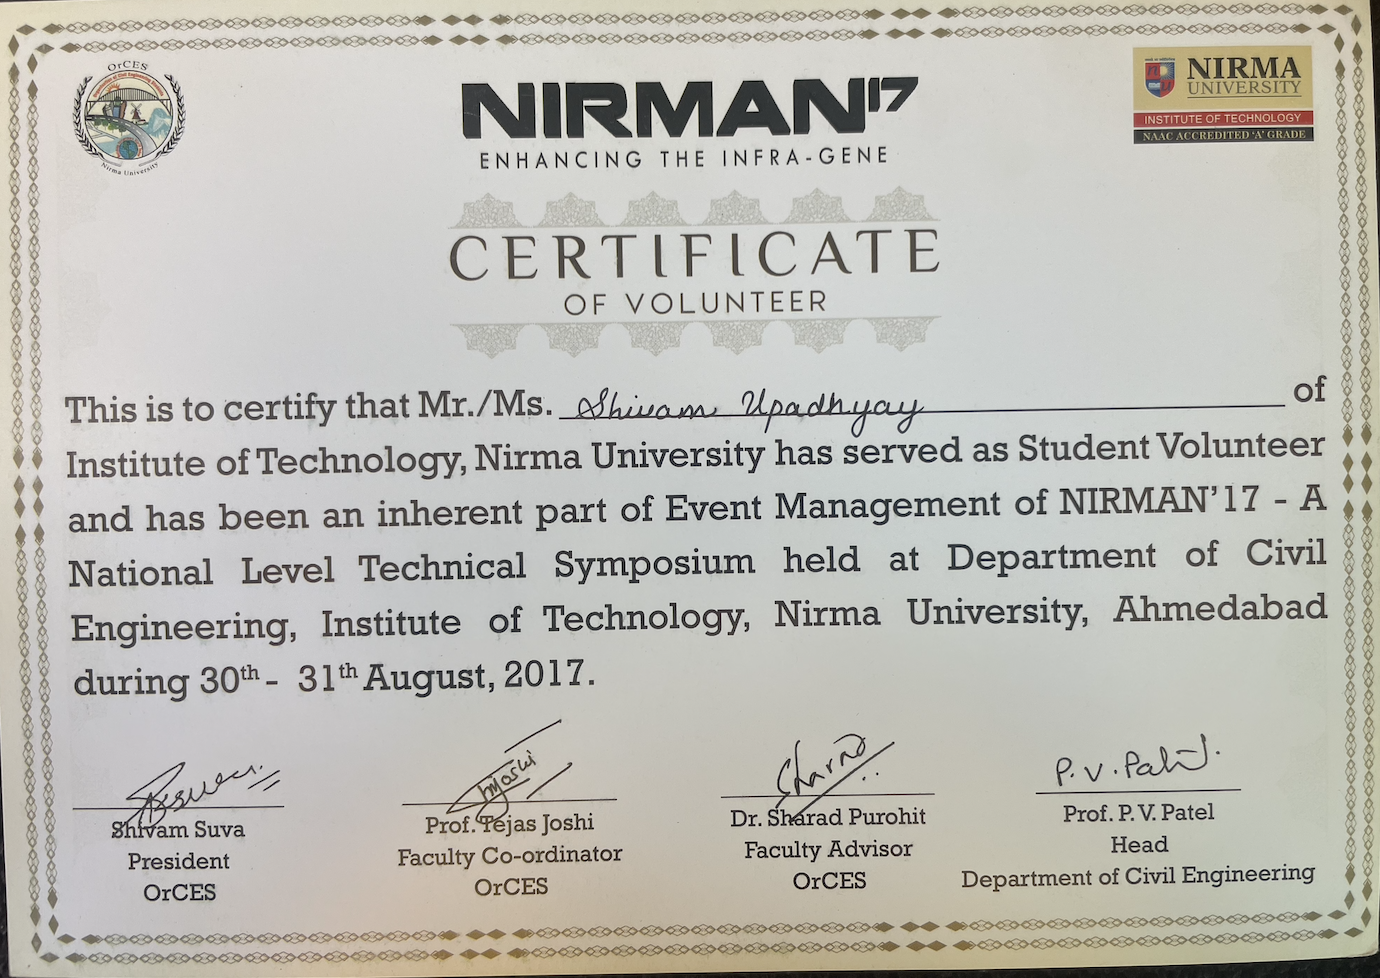 OrCES
Nirma University
NIRMAN'17
ENHANCING THE INFRA-GENE
NIRMA
UNIVERSITY
INSTITUTE OF TECHNOLOGY
NAAC ACCREDITED 'A' GRADE
CERTIFICATE
OF VOLUNTEER
This is to certify that Mr./Ms. Shivam Upadhyay of
Institute of Technology, Nirma University has served as Student Volunteer
and has been an inherent part of Event Management of NIRMAN'17 - A
National Level Technical Symposium held at Department of Civil
Engineering, Institute of Technology, Nirma University, Ahmedabad
during 30th - 31th August, 2017.
P.V.Patel
Shivam Suva
President
OrCES
Prof. Tejas Joshi
Faculty Co-ordinator
OrCES
Dr. Sharad Purohit
Faculty Advisor
OrCES
Prof. P. V. Patel
Head
Department of Civil Engineering